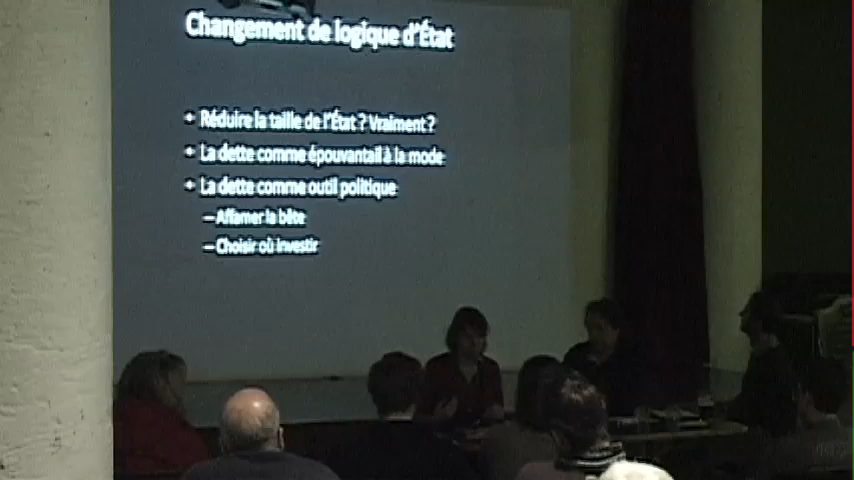 Changement de logique d'État
+ Réduire la taille de l'État ? Vraiment ?
+ La dette comme épouvantail à la mode
+ La dette comme outil politique
– Affamer la bête
– Choisir où investir